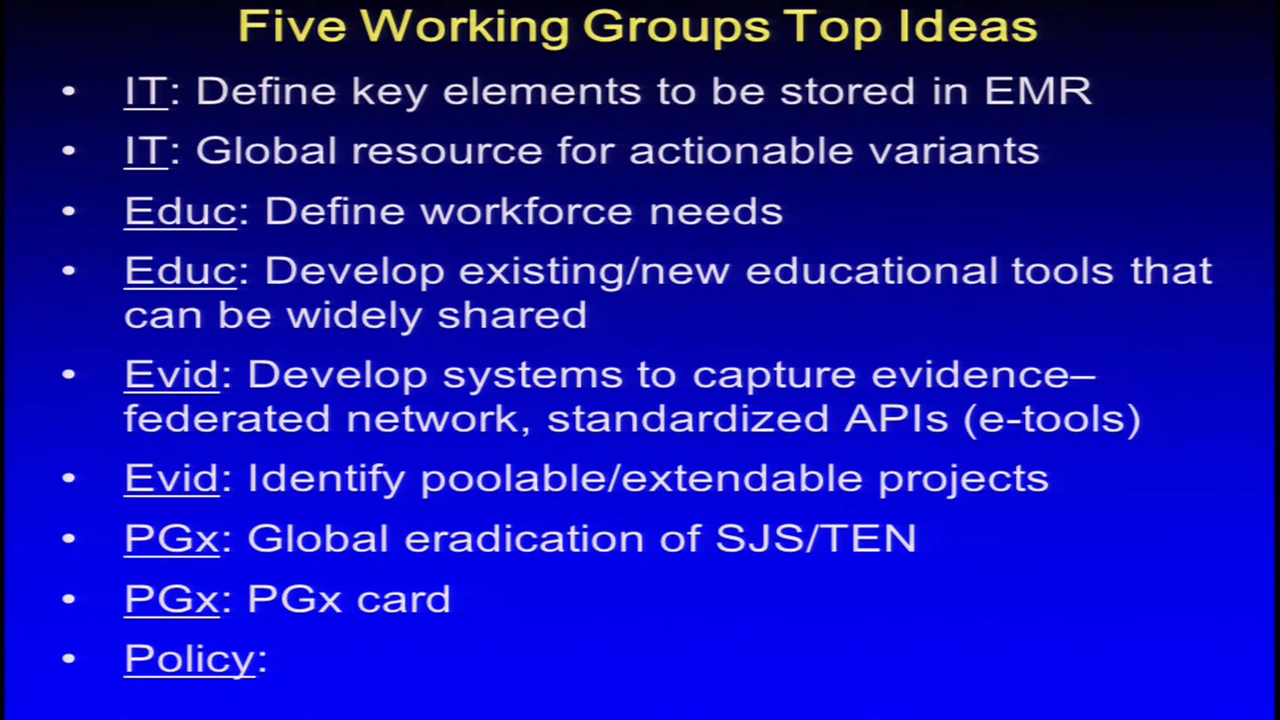 Five Working Groups Top Ideas
• IT: Define key elements to be stored in EMR
• IT: Global resource for actionable variants
• Educ: Define workforce needs
• Educ: Develop existing/new educational tools that
can be widely shared
• Evid: Develop systems to capture evidence–
federated network, standardized APIs (e-tools)
• Evid: Identify poolable/extendable projects
• PGx: Global eradication of SJS/TEN
• PGx: PGx card
• Policy: